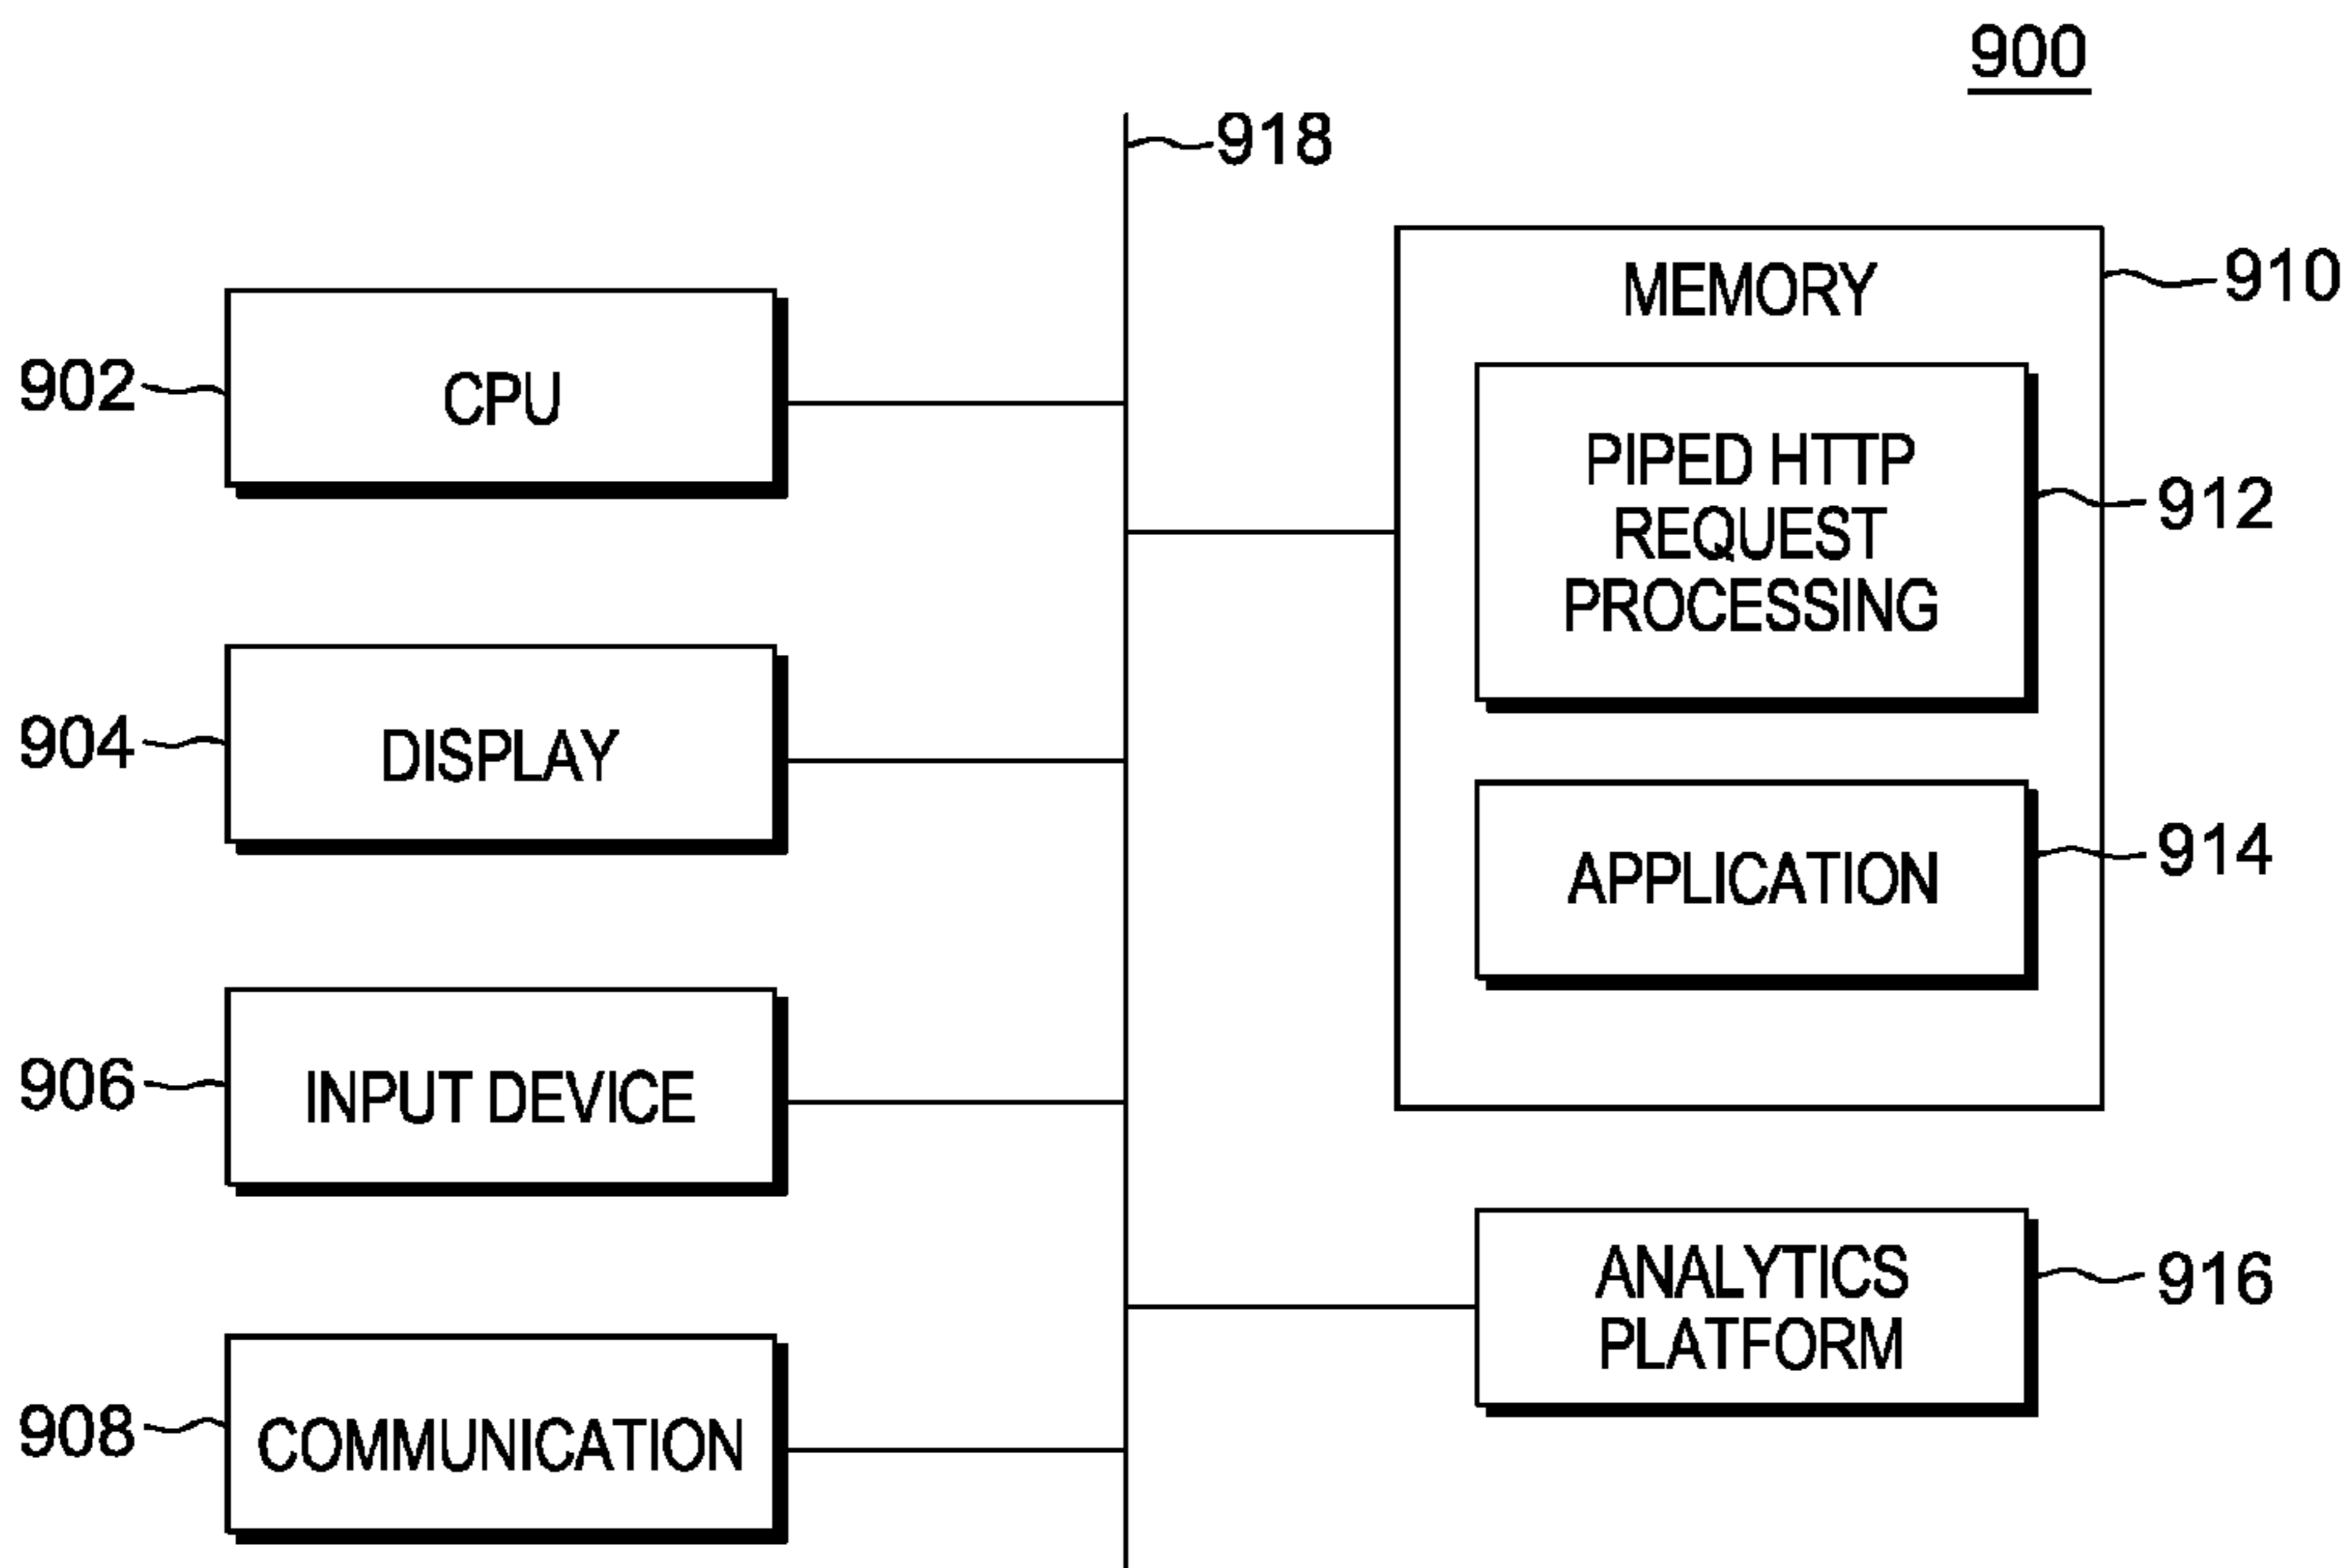 900
918
902
CPU
904
DISPLAY
906
INPUT DEVICE
908
COMMUNICATION
MEMORY
910
PIPED HTTP
REQUEST
PROCESSING
912
APPLICATION
914
ANALYTICS
PLATFORM
916